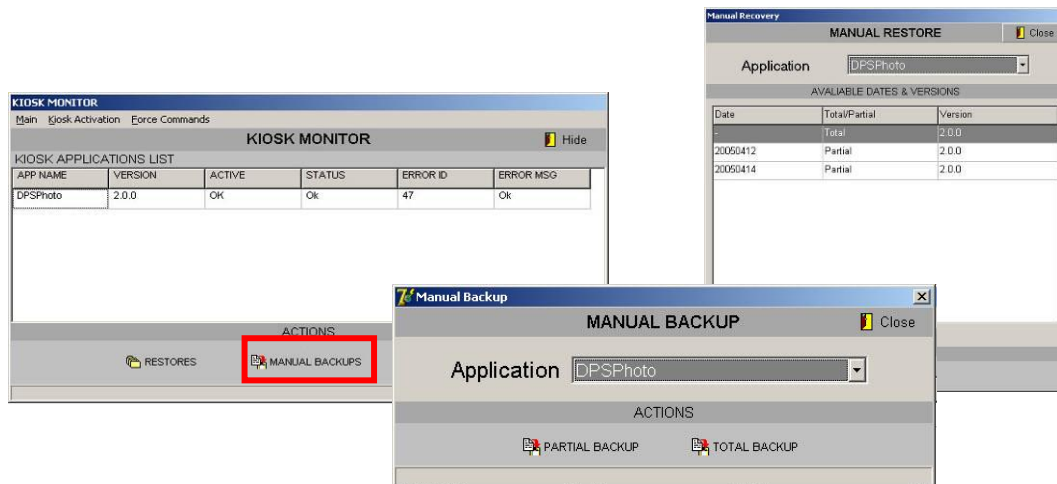 KIOSK MONITOR
Main Kiosk Activation Force Commands
KIOSK MONITOR
Hide
KIOSK APPLICATIONS LIST
APP NAME VERSION ACTIVE STATUS ERROR ID ERROR MSG
DPSPhoto 2.0.0 OK Ok 47 Ok
ACTIONS
RESTORES MANUAL BACKUPS
Manual Recovery
MANUAL RESTORE
Close
Application DPSPhoto
AVALIABLE DATES & VERSIONS
Date Total/Partial Version
- Total 2.0.0
20050412 Partial 2.0.0
20050414 Partial 2.0.0
Manual Backup
MANUAL BACKUP
Close
Application DPSPhoto
ACTIONS
PARTIAL BACKUP TOTAL BACKUP